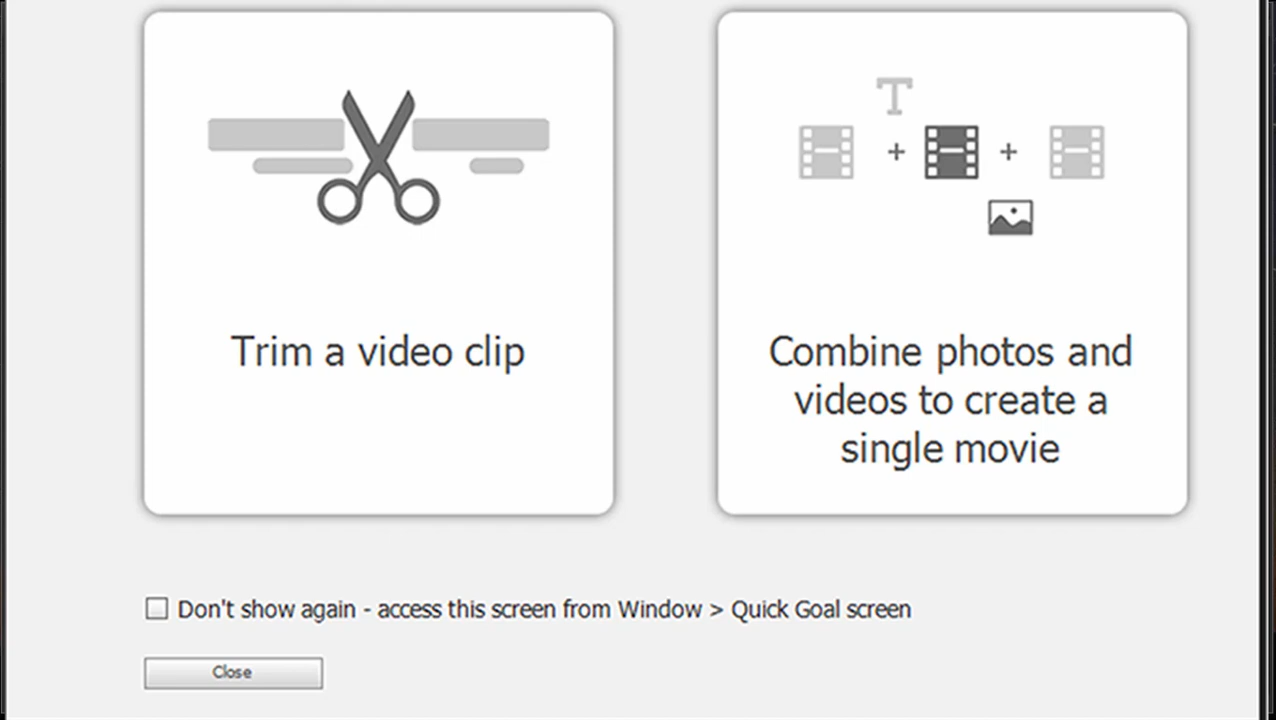 T
Trim a video clip
Combine photos and
videos to create a
single movie
Don't show again - access this screen from Window > Quick Goal screen
Close